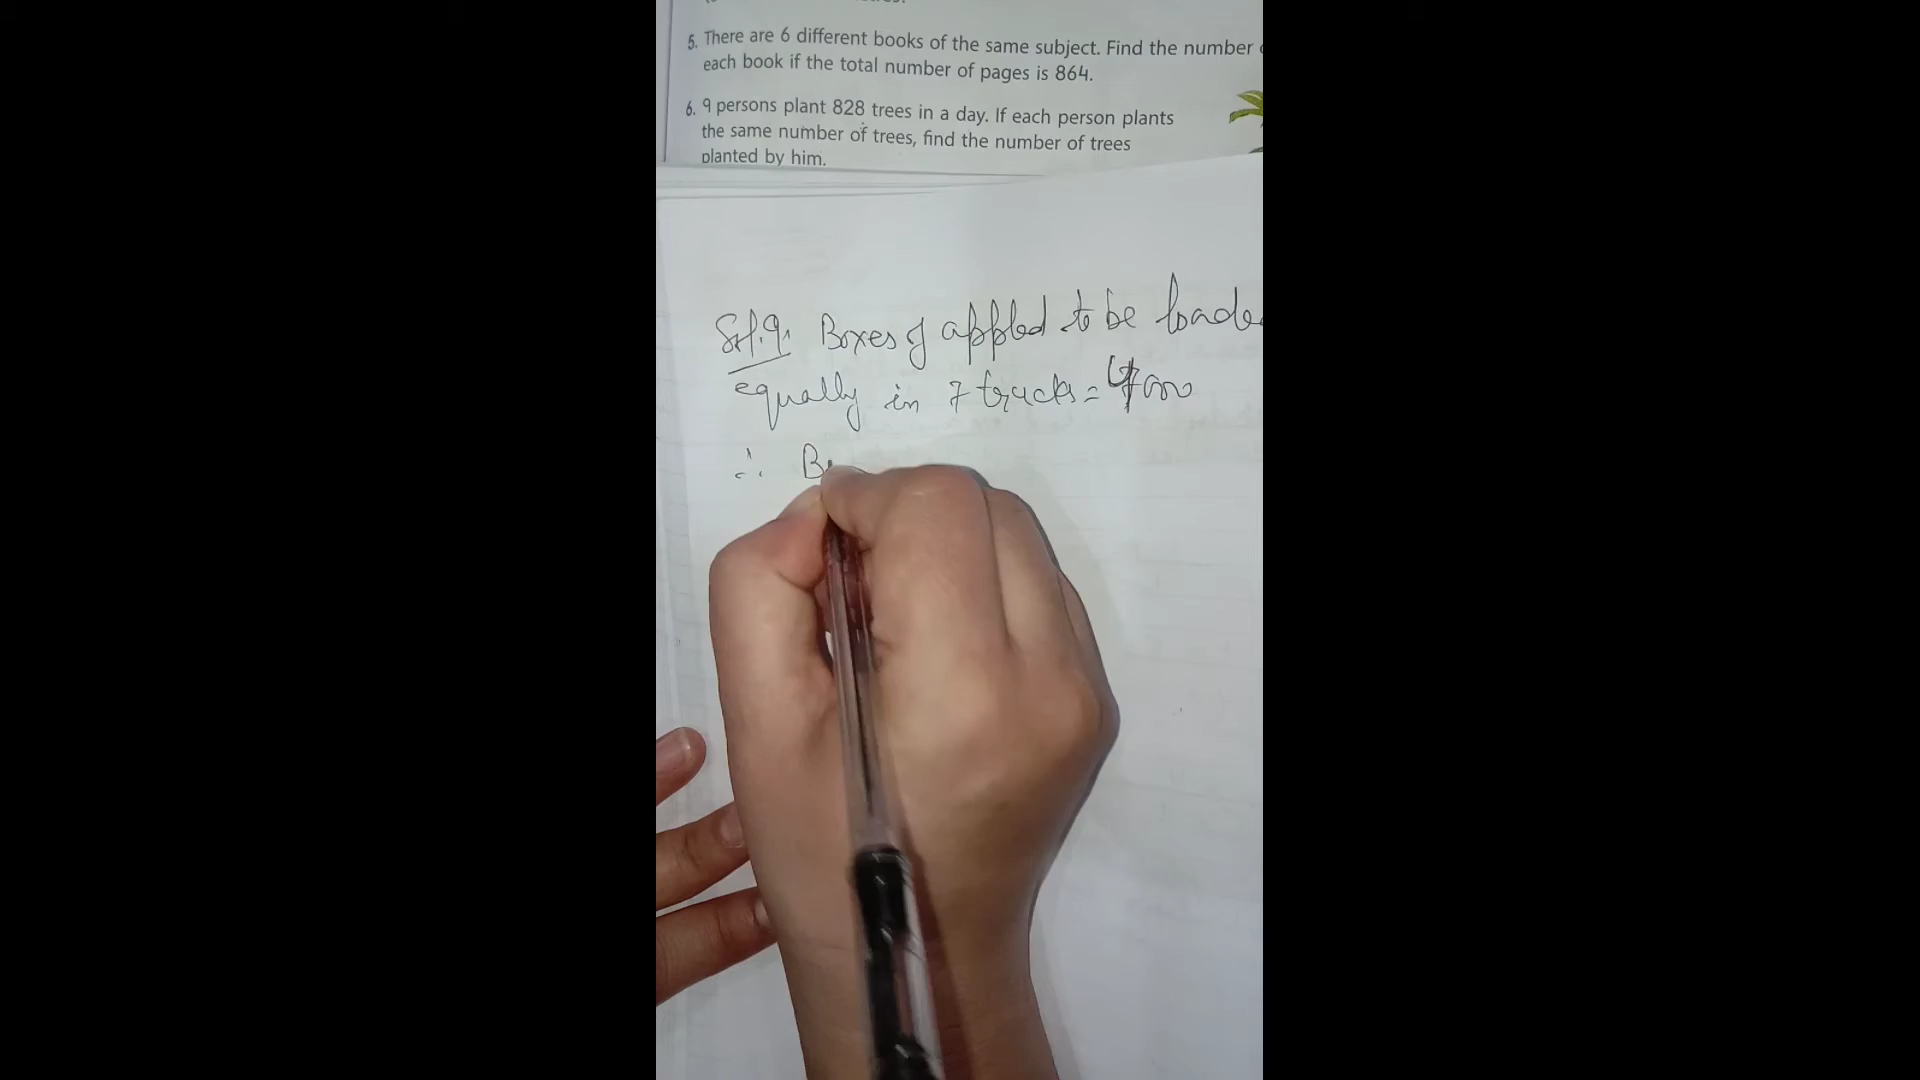 5. There are 6 different books of the same subject. Find the number
each book if the total number of pages is 864.
6. 9 persons plant 828 trees in a day. If each person plants
the same number of trees, find the number of trees
planted by him.
Sol.9. Boxes of appled to be loade
equally in 7 trucks =
∴ B